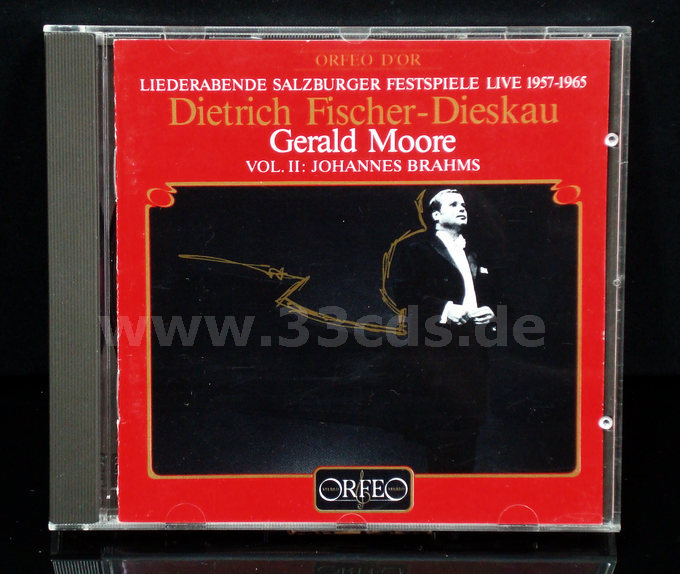 ORFEO D'OR
LIEDERABENDE SALZBURGER FESTSPIELE LIVE 1957-1965
Dietrich Fischer-Dieskau
Gerald Moore
VOL. II: JOHANNES BRAHMS
www.33cds.de
ORFEO